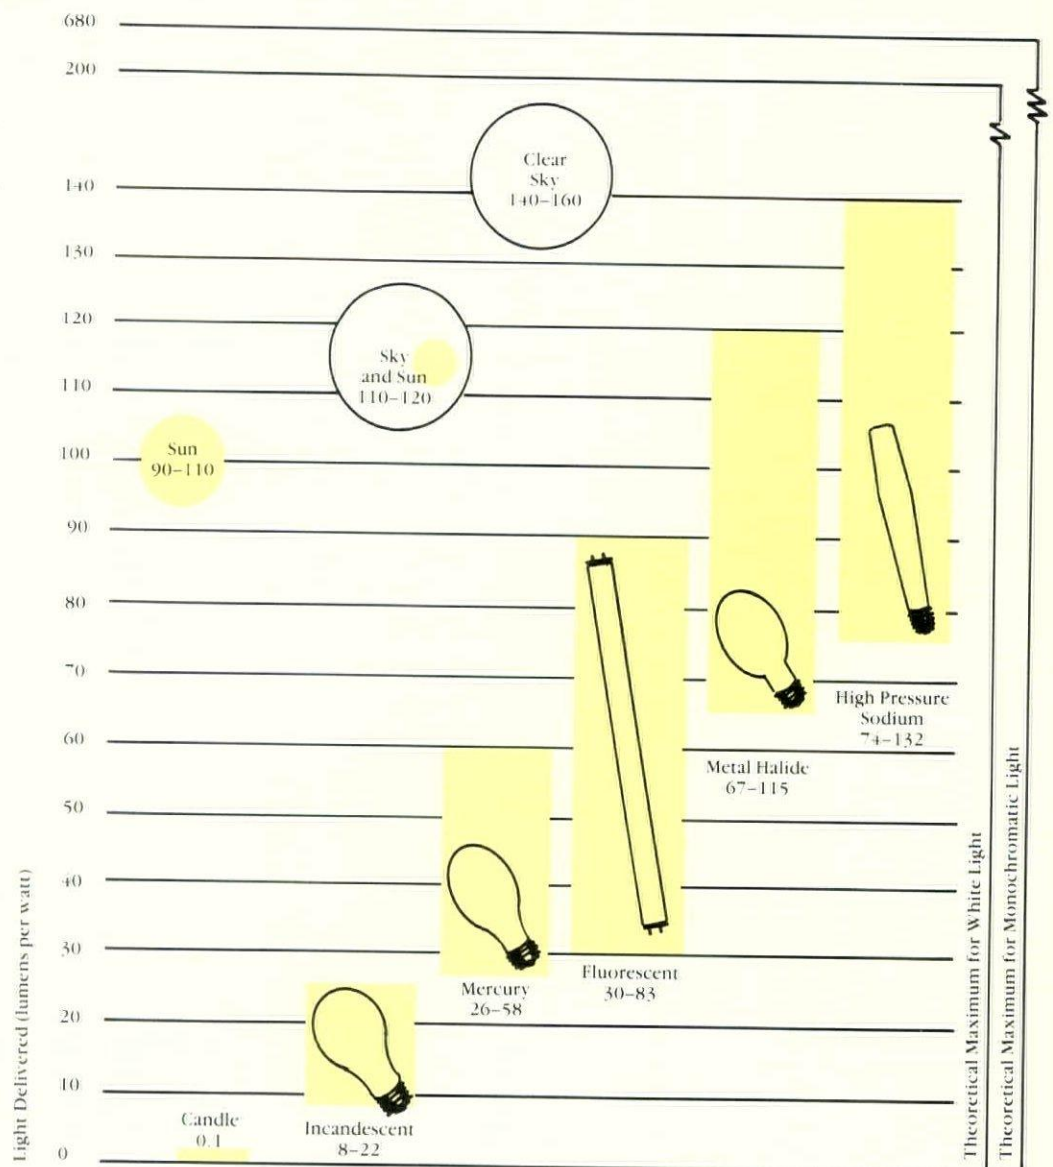 680
200
Clear
Sky
140–160
140
130
120
Sky
and Sun
110–120
110
100
Sun
90–110
90
80
70
High Pressure
Sodium
74–132
60
Metal Halide
67–115
50
40
30
Fluorescent
30–83
Mercury
26–58
20
10
Candle
0.1
Incandescent
8–22
0
Light Delivered (lumens per watt)
Theoretical Maximum for White Light
Theoretical Maximum for Monochromatic Light